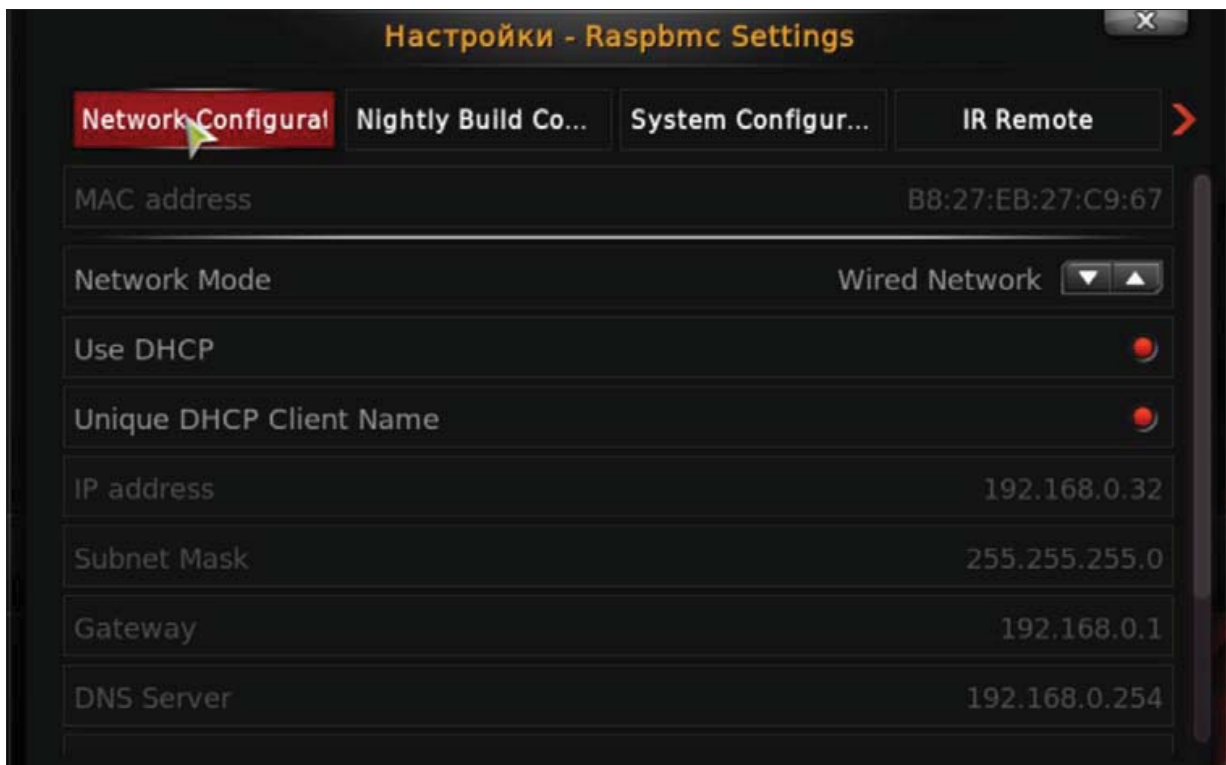 Настройки - Raspbmc Settings
X
Network Configurat
Nightly Build Co...
System Configur...
IR Remote
MAC address B8:27:EB:27:C9:67
Network Mode Wired Network
Use DHCP
Unique DHCP Client Name
IP address 192.168.0.32
Subnet Mask 255.255.255.0
Gateway 192.168.0.1
DNS Server 192.168.0.254